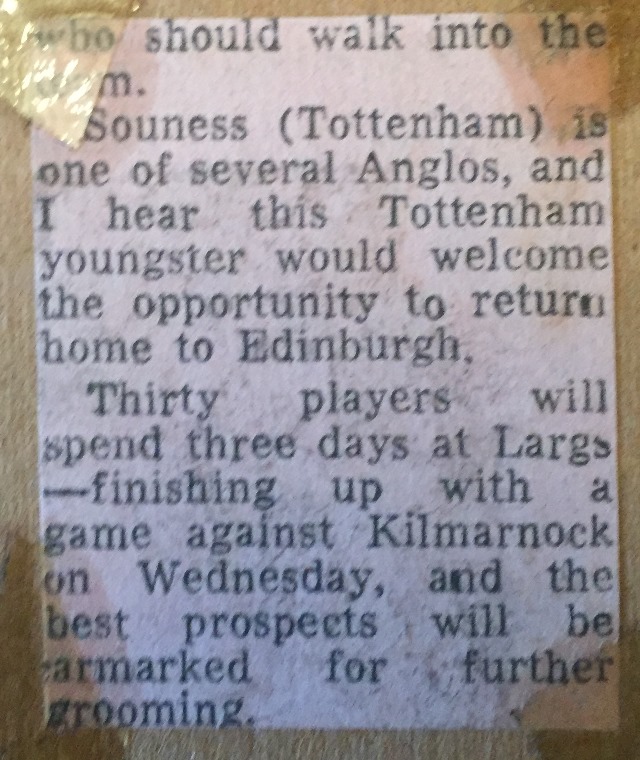 who should walk into the
m.
Souness (Tottenham) is
one of several Anglos, and
I hear this Tottenham
youngster would welcome
the opportunity to return
home to Edinburgh.
Thirty players will
spend three days at Largs
—finishing up with a
game against Kilmarnock
on Wednesday, and the
best prospects will be
earmarked for further
grooming.